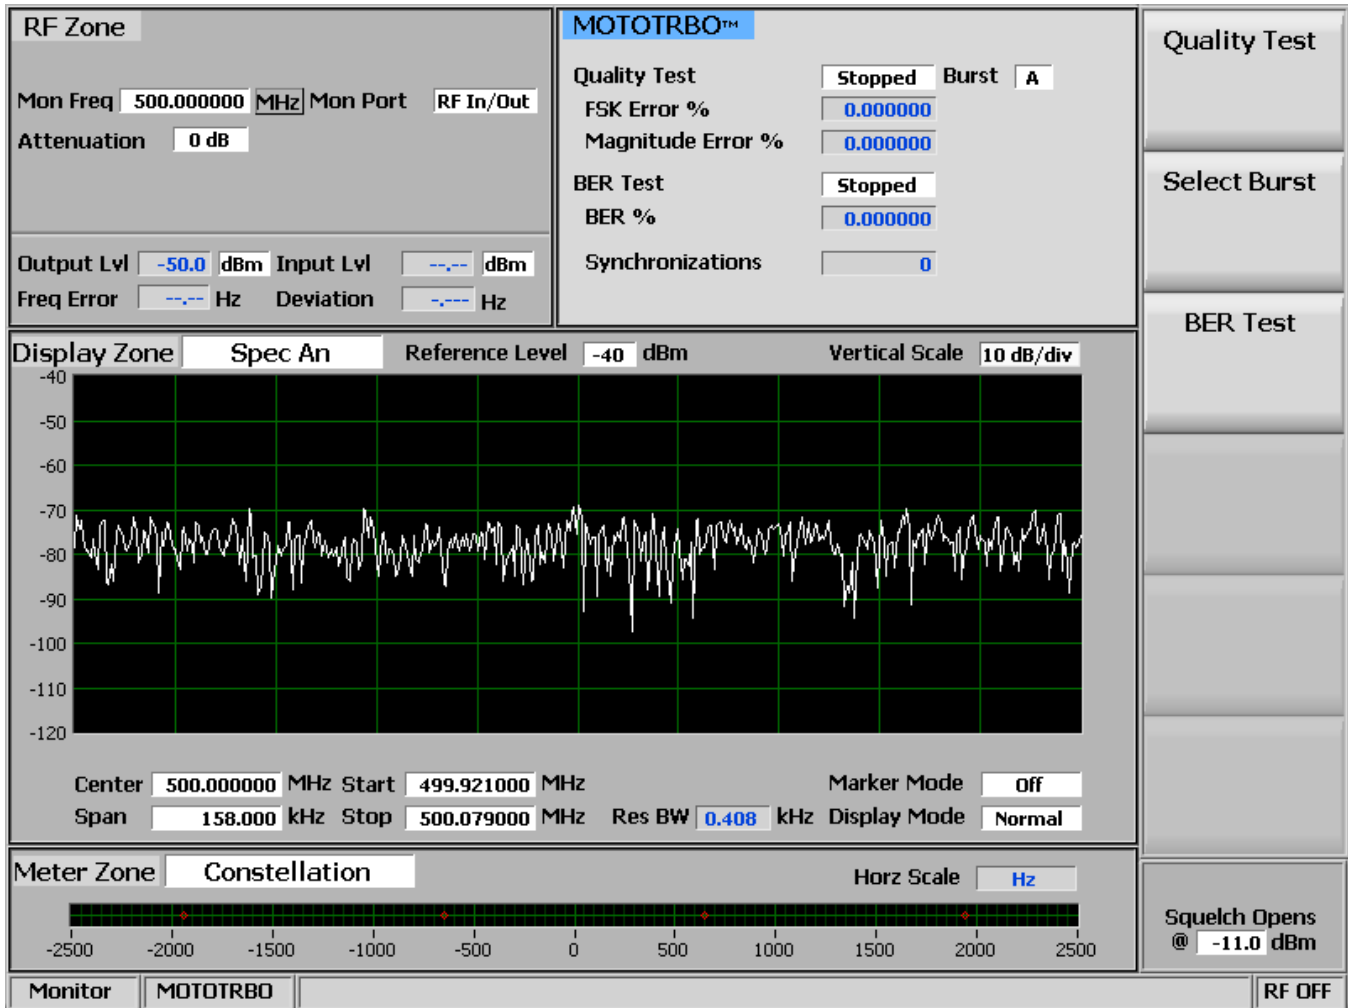 RF Zone
Mon Freq 500.000000 MHz Mon Port RF In/Out
Attenuation 0 dB
Output Lvl -50.0 dBm Input Lvl --.-- dBm
Freq Error --.-- Hz Deviation -.--- Hz
MOTOTRBO™
Quality Test Stopped Burst A
FSK Error % 0.000000
Magnitude Error % 0.000000
BER Test Stopped
BER % 0.000000
Synchronizations 0
Quality Test
Select Burst
BER Test
Display Zone Spec An Reference Level -40 dBm Vertical Scale 10 dB/div
-40
-50
-60
-70
-80
-90
-100
-110
-120
Center 500.000000 MHz Start 499.921000 MHz Marker Mode Off
Span 158.000 kHz Stop 500.079000 MHz Res BW 0.408 kHz Display Mode Normal
Meter Zone Constellation Horz Scale Hz
-2500 -2000 -1500 -1000 -500 0 500 1000 1500 2000 2500
Squelch Opens
@ -11.0 dBm
Monitor MOTOTRBO RF OFF